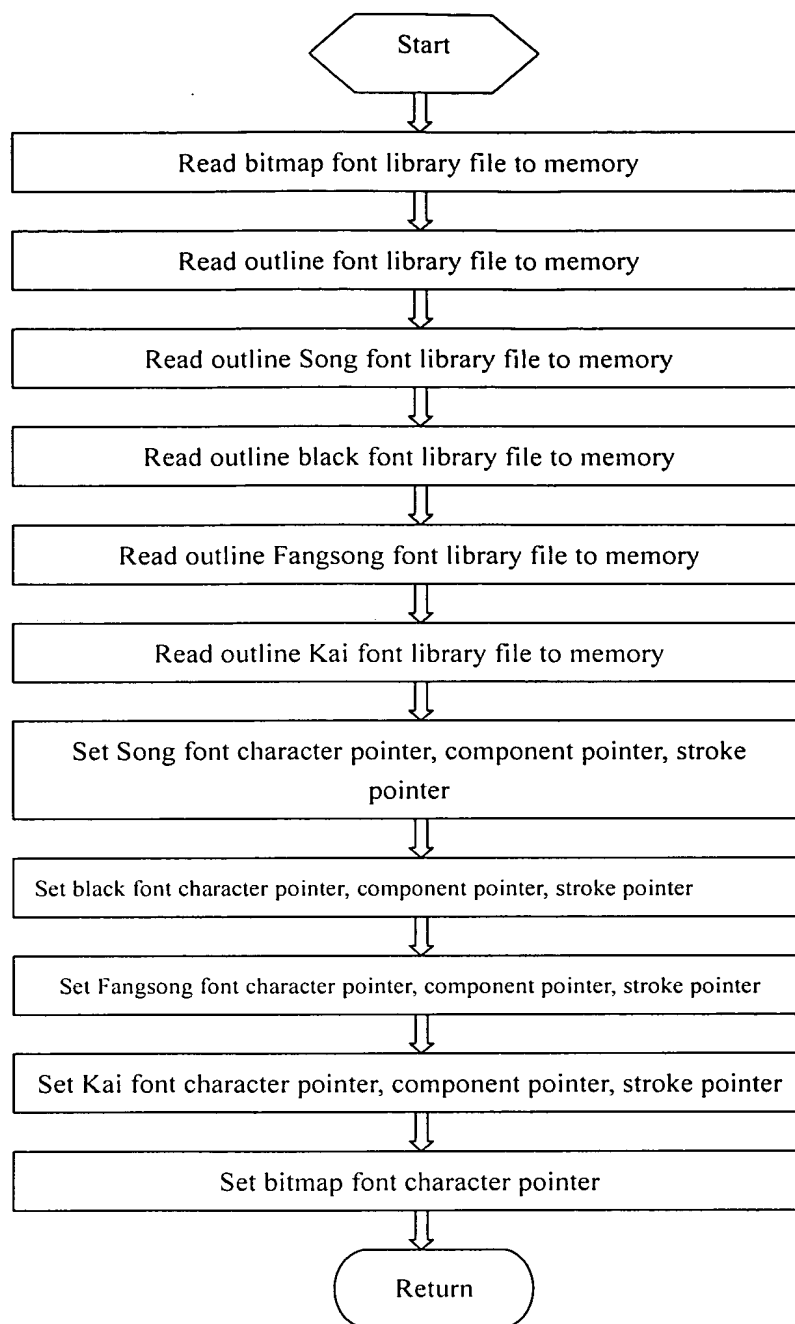 Start
Read bitmap font library file to memory
Read outline font library file to memory
Read outline Song font library file to memory
Read outline black font library file to memory
Read outline Fangsong font library file to memory
Read outline Kai font library file to memory
Set Song font character pointer, component pointer, stroke
pointer
Set black font character pointer, component pointer, stroke pointer
Set Fangsong font character pointer, component pointer, stroke pointer
Set Kai font character pointer, component pointer, stroke pointer
Set bitmap font character pointer
Return